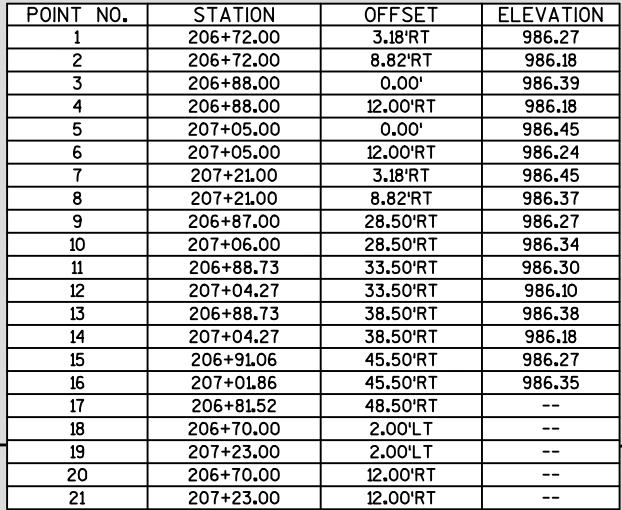 POINT NO. STATION OFFSET ELEVATION
1 206+72.00 3.18'RT 986.27
2 206+72.00 8.82'RT 986.18
3 206+88.00 0.00' 986.39
4 206+88.00 12.00'RT 986.18
5 207+05.00 0.00' 986.45
6 207+05.00 12.00'RT 986.24
7 207+21.00 3.18'RT 986.45
8 207+21.00 8.82'RT 986.37
9 206+87.00 28.50'RT 986.27
10 207+06.00 28.50'RT 986.34
11 206+88.73 33.50'RT 986.30
12 207+04.27 33.50'RT 986.10
13 206+88.73 38.50'RT 986.38
14 207+04.27 38.50'RT 986.18
15 206+91.06 45.50'RT 986.27
16 207+01.86 45.50'RT 986.35
17 206+81.52 48.50'RT --
18 206+70.00 2.00'LT --
19 207+23.00 2.00'LT --
20 206+70.00 12.00'RT --
21 207+23.00 12.00'RT --